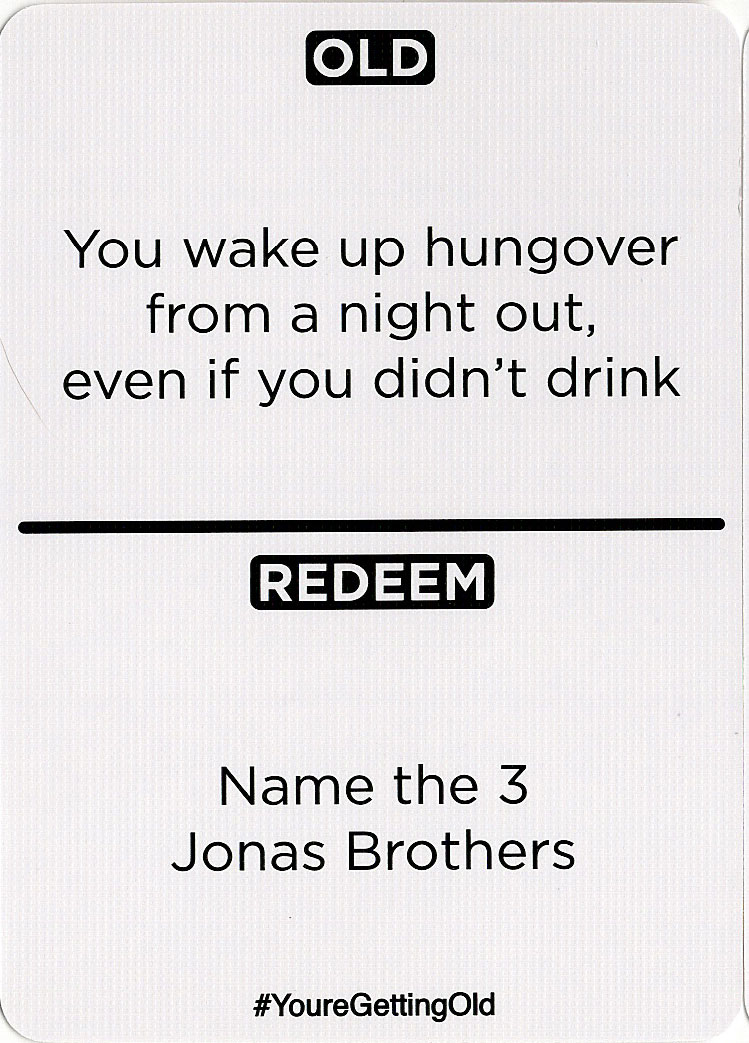 OLD
You wake up hungover
from a night out,
even if you didn’t drink
REDEEM
Name the 3
Jonas Brothers
#YoureGettingOld